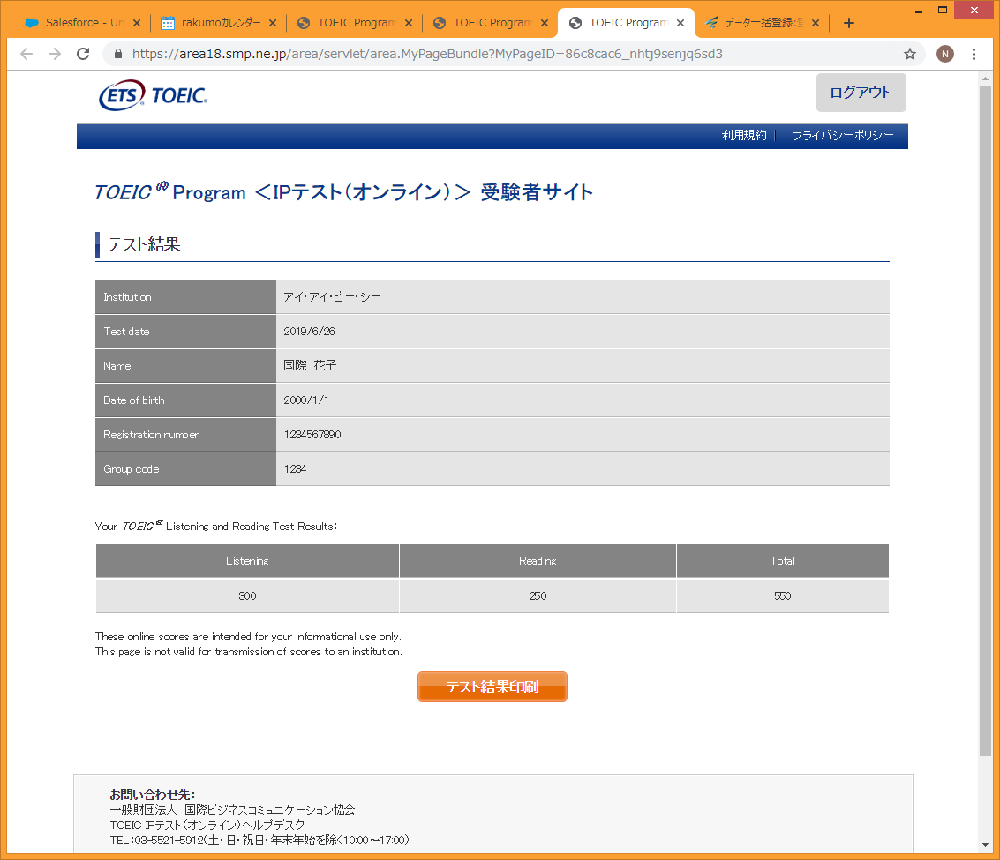 Salesforce - Un
rakumoカレンダー
TOEIC Program
TOEIC Program
TOEIC Program
データ一括登録:登
https://area18.smp.ne.jp/area/servlet/area.MyPageBundle?MyPageID=86c8cac6_nhtj9senjq6sd3
N
ETS® TOEIC®
ログアウト
利用規約 | プライバシーポリシー
TOEIC® Program ＜IPテスト（オンライン）＞ 受験者サイト
テスト結果
Institution アイ・アイ・ビー・シー
Test date 2019/6/26
Name 国際 花子
Date of birth 2000/1/1
Registration number 1234567890
Group code 1234
Your TOEIC® Listening and Reading Test Results:
Listening Reading Total
300 250 550
These online scores are intended for your informational use only.
This page is not valid for transmission of scores to an institution.
テスト結果印刷
お問い合わせ先：
一般財団法人 国際ビジネスコミュニケーション協会
TOEIC IPテスト（オンライン）ヘルプデスク
TEL：03-5521-5912（土・日・祝日・年末年始を除く10:00～17:00）